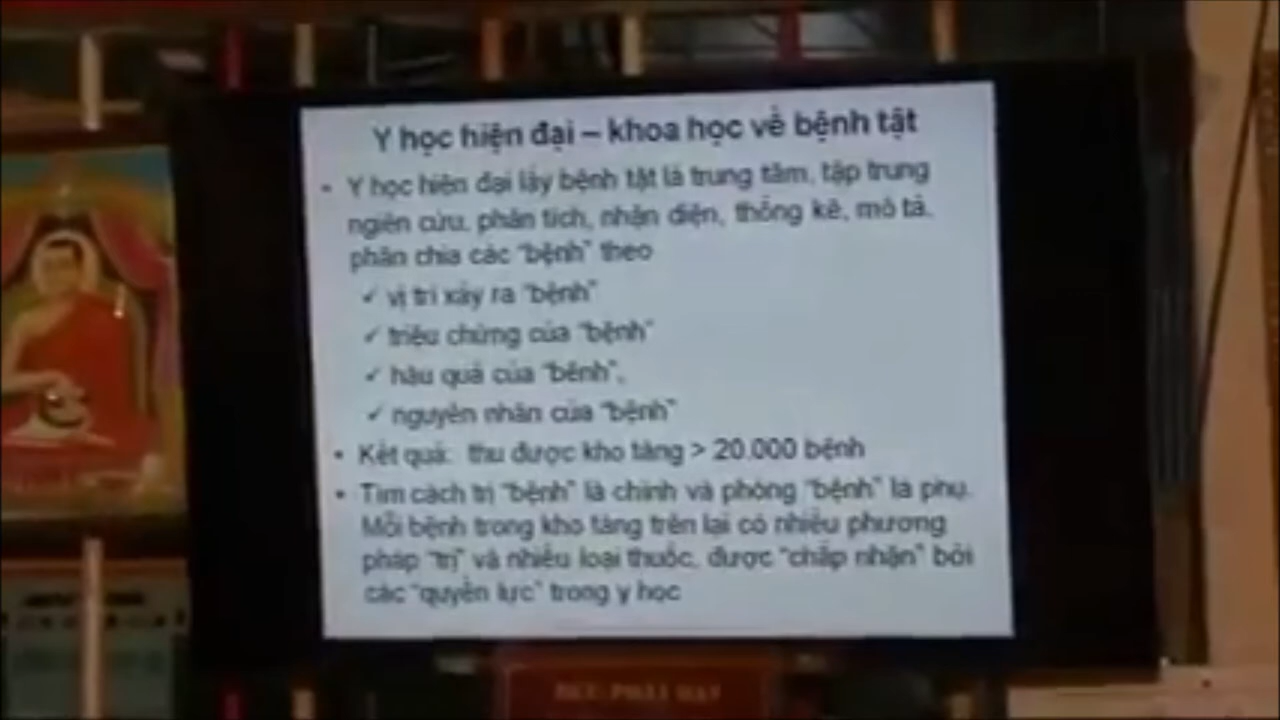 Y học hiện đại – khoa học về bệnh tật
• Y học hiện đại lấy bệnh tật là trung tâm, tập trung
ngiên cứu, phân tích, nhận diện, thống kê, mô tả,
phân chia các "bệnh" theo
✓ vị trí xảy ra "bệnh"
✓ triệu chứng của "bệnh"
✓ hậu quả của "bệnh",
✓ nguyên nhân của "bệnh"
• Kết quả: thu được kho tàng > 20.000 bệnh
• Tìm cách trị "bệnh" là chính và phòng "bệnh" là phụ.
Mỗi bệnh trong kho tàng trên lại có nhiều phương
pháp "trị" và nhiều loại thuốc, được "chấp nhận" bởi
các "quyền lực" trong y học